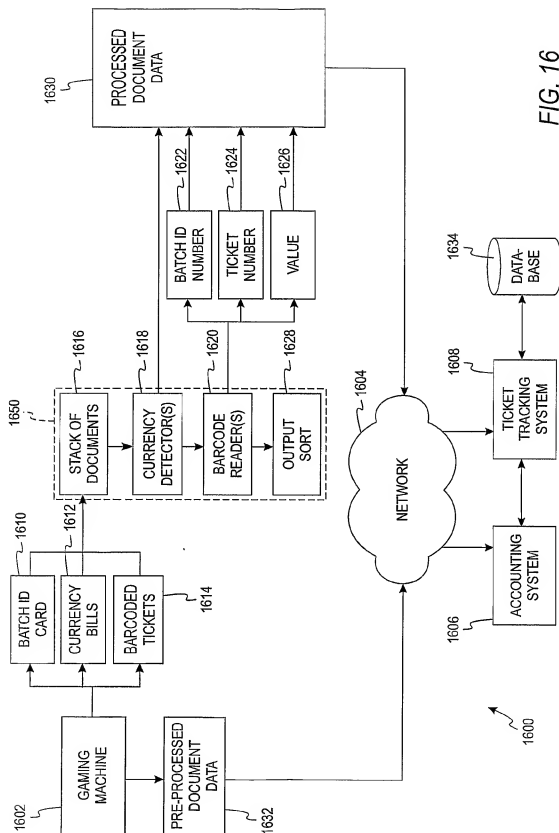 1602
GAMING
MACHINE
1632
PRE-PROCESSED
DOCUMENT
DATA
1610
BATCH ID
CARD
1612
CURRENCY
BILLS
BARCODED
TICKETS
1614
1650
1616
STACK OF
DOCUMENTS
1618
CURRENCY
DETECTOR(S)
1620
BARCODE
READER(S)
1628
OUTPUT
SORT
1622
BATCH ID
NUMBER
1624
TICKET
NUMBER
1626
VALUE
1630
PROCESSED
DOCUMENT
DATA
1604
NETWORK
1606
ACCOUNTING
SYSTEM
1608
TICKET
TRACKING
SYSTEM
1634
DATA-
BASE
1600
FIG. 16